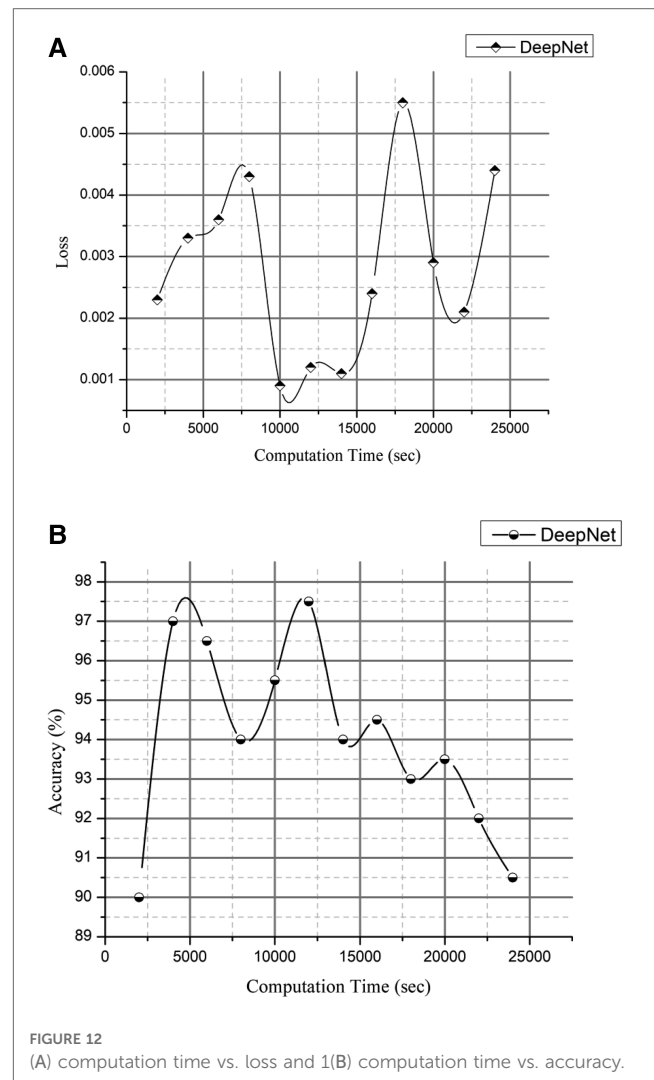 A
DeepNet
0.006
0.005
0.004
0.003
0.002
0.001
Loss
0 5000 10000 15000 20000 25000
Computation Time (sec)
B
DeepNet
98
97
96
95
94
93
92
91
90
89
Accuracy (%)
0 5000 10000 15000 20000 25000
Computation Time (sec)
FIGURE 12
(A) computation time vs. loss and 1(B) computation time vs. accuracy.